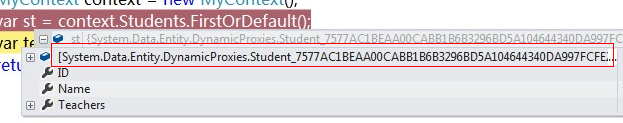 MyContext context = new MyContext();
var st = context.Students.FirstOrDefault();
var te
st {System.Data.Entity.DynamicProxies.Student_7577AC1BEAA00CABB1B6B3296BD5A104644340DA997FC
[System.Data.Entity.DynamicProxies.Student_7577AC1BEAA00CABB1B6B3296BD5A104644340DA997FCFE...
retu
ID
Name
Teachers